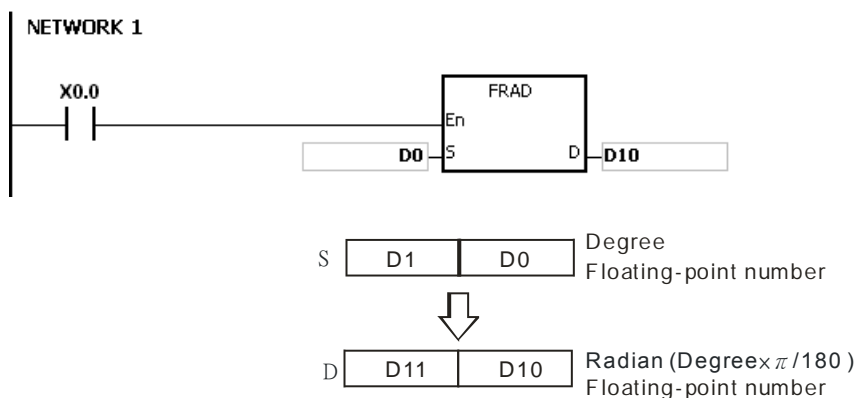 NETWORK 1
X0.0
FRAD
En
D0 S D D10
S D1 D0 Degree
Floating-point number
D D11 D10 Radian (Degree×π/180)
Floating-point number